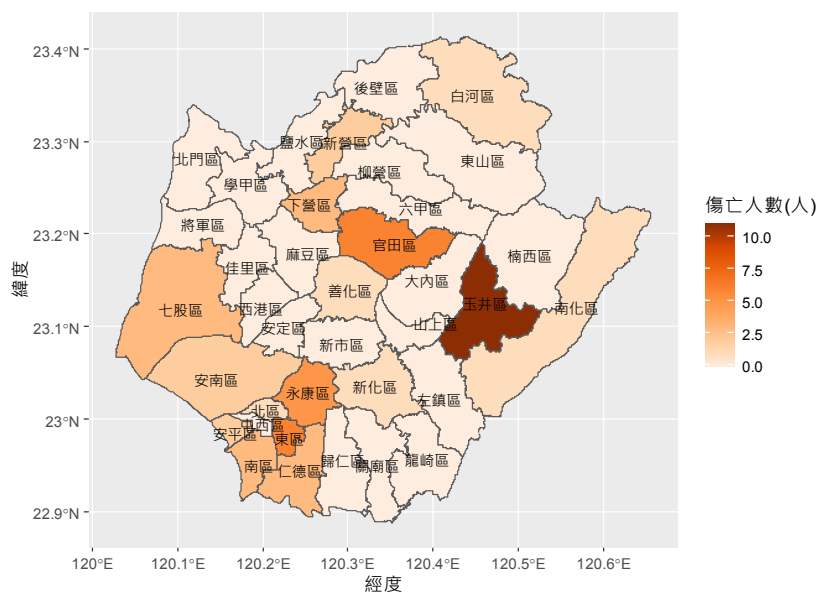 23.4°N
23.3°N
23.2°N
23.1°N
23°N
22.9°N
緯度
後壁區
白河區
鹽水區
新營區
北門區
柳營區
東山區
學甲區
下營區
六甲區
將軍區
官田區
麻豆區
楠西區
佳里區
大內區
善化區
七股區
西港區
玉井區
南化區
安定區
山上區
新市區
安南區
永康區
新化區
左鎮區
北區
中西區
安平區
東區
南區
仁德區
歸仁區
關廟區
龍崎區
120°E
120.1°E
120.2°E
120.3°E
120.4°E
120.5°E
120.6°E
經度
傷亡人數(人)
10.0
7.5
5.0
2.5
0.0